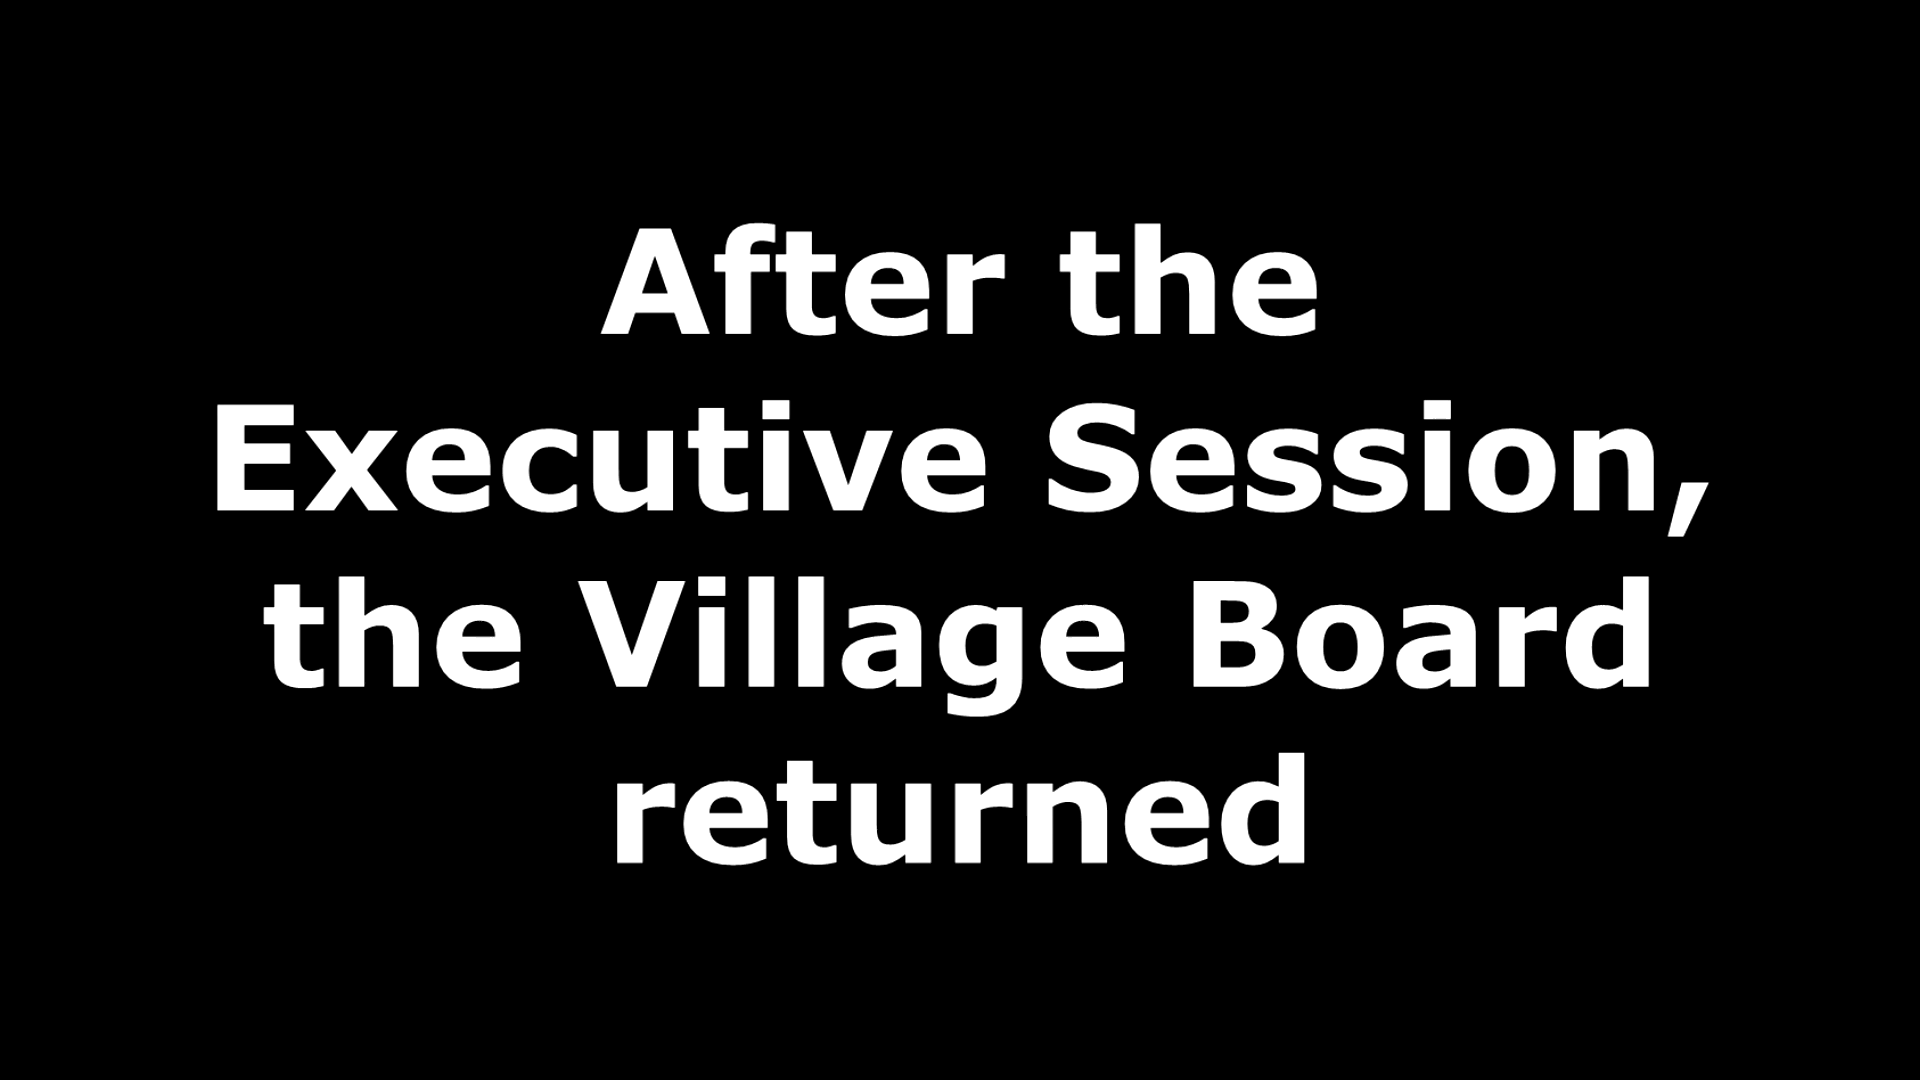 After the
Executive Session,
the Village Board
returned